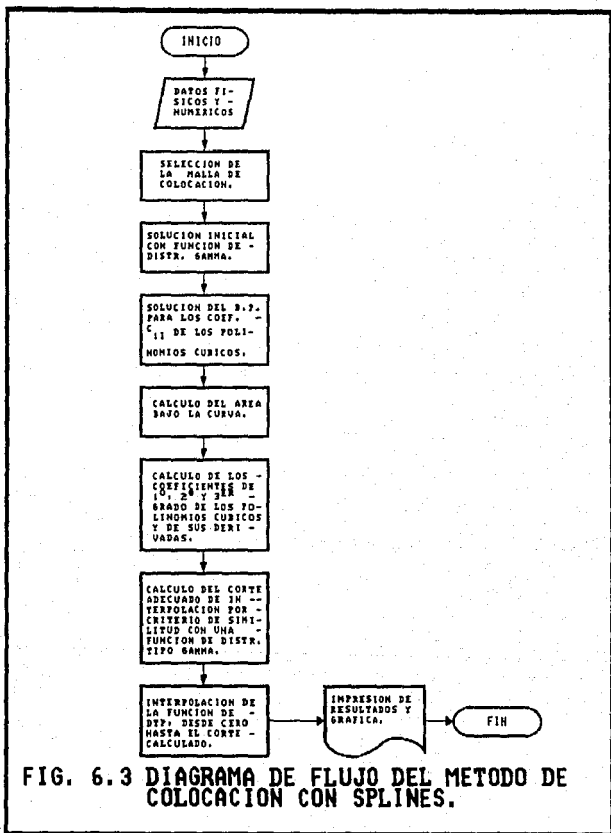 INICIO
DATOS FI-
SICOS Y -
NUMERICOS
SELECCION DE
LA MALLA DE
COLOCACION.
SOLUCION INICIAL
CON FUNCION DE -
DISTR. GAMMA.
SOLUCION DEL B.P.
PARA LOS COEF. -
C11 DE LOS POLI-
NOMIOS CUBICOS.
CALCULO DEL AREA
BAJO LA CURVA.
CALCULO DE LOS -
COEFICIENTES DE
1º, 2º Y 3ER -
GRADO DE LOS PO-
LINOMIOS CUBICOS
Y DE SUS DERI -
VADAS.
CALCULO DEL CORTE
ADECUADO DE IN --
TERPOLACION POR -
CRITERIO DE SIMI-
LITUD CON UNA -
FUNCION DE DISTR.
TIPO GAMMA.
INTERPOLACION DE
LA FUNCION DE -
DTP, DESDE CERO
HASTA EL CORTE -
CALCULADO.
IMPRESION DE
RESULTADOS Y
GRAFICA.
FIN
FIG. 6.3 DIAGRAMA DE FLUJO DEL METODO DE
COLOCACION CON SPLINES.